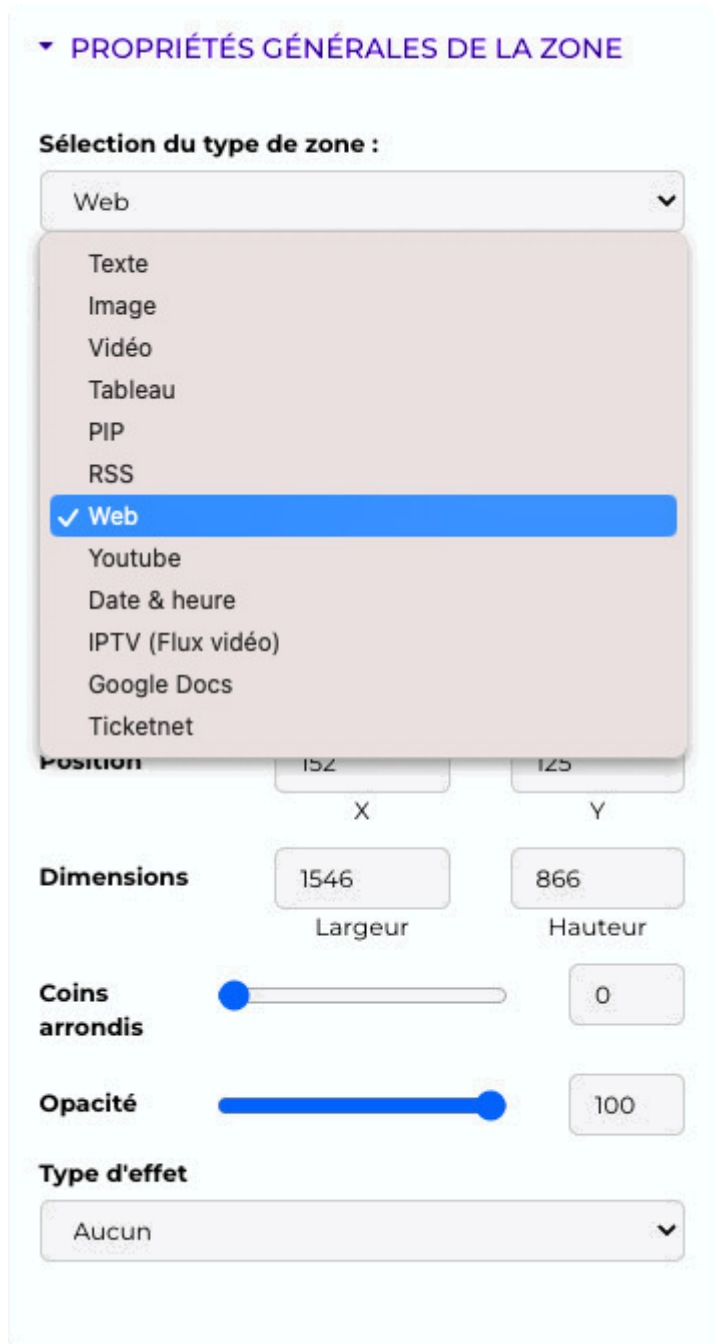 PROPRIÉTÉS GÉNÉRALES DE LA ZONE
Sélection du type de zone :
Web
Texte
Image
Vidéo
Tableau
PIP
RSS
Web
Youtube
Date & heure
IPTV (Flux vidéo)
Google Docs
Ticketnet
Position 152 125
X Y
Dimensions 1546 866
Largeur Hauteur
Coins arrondis 0
Opacité 100
Type d'effet
Aucun